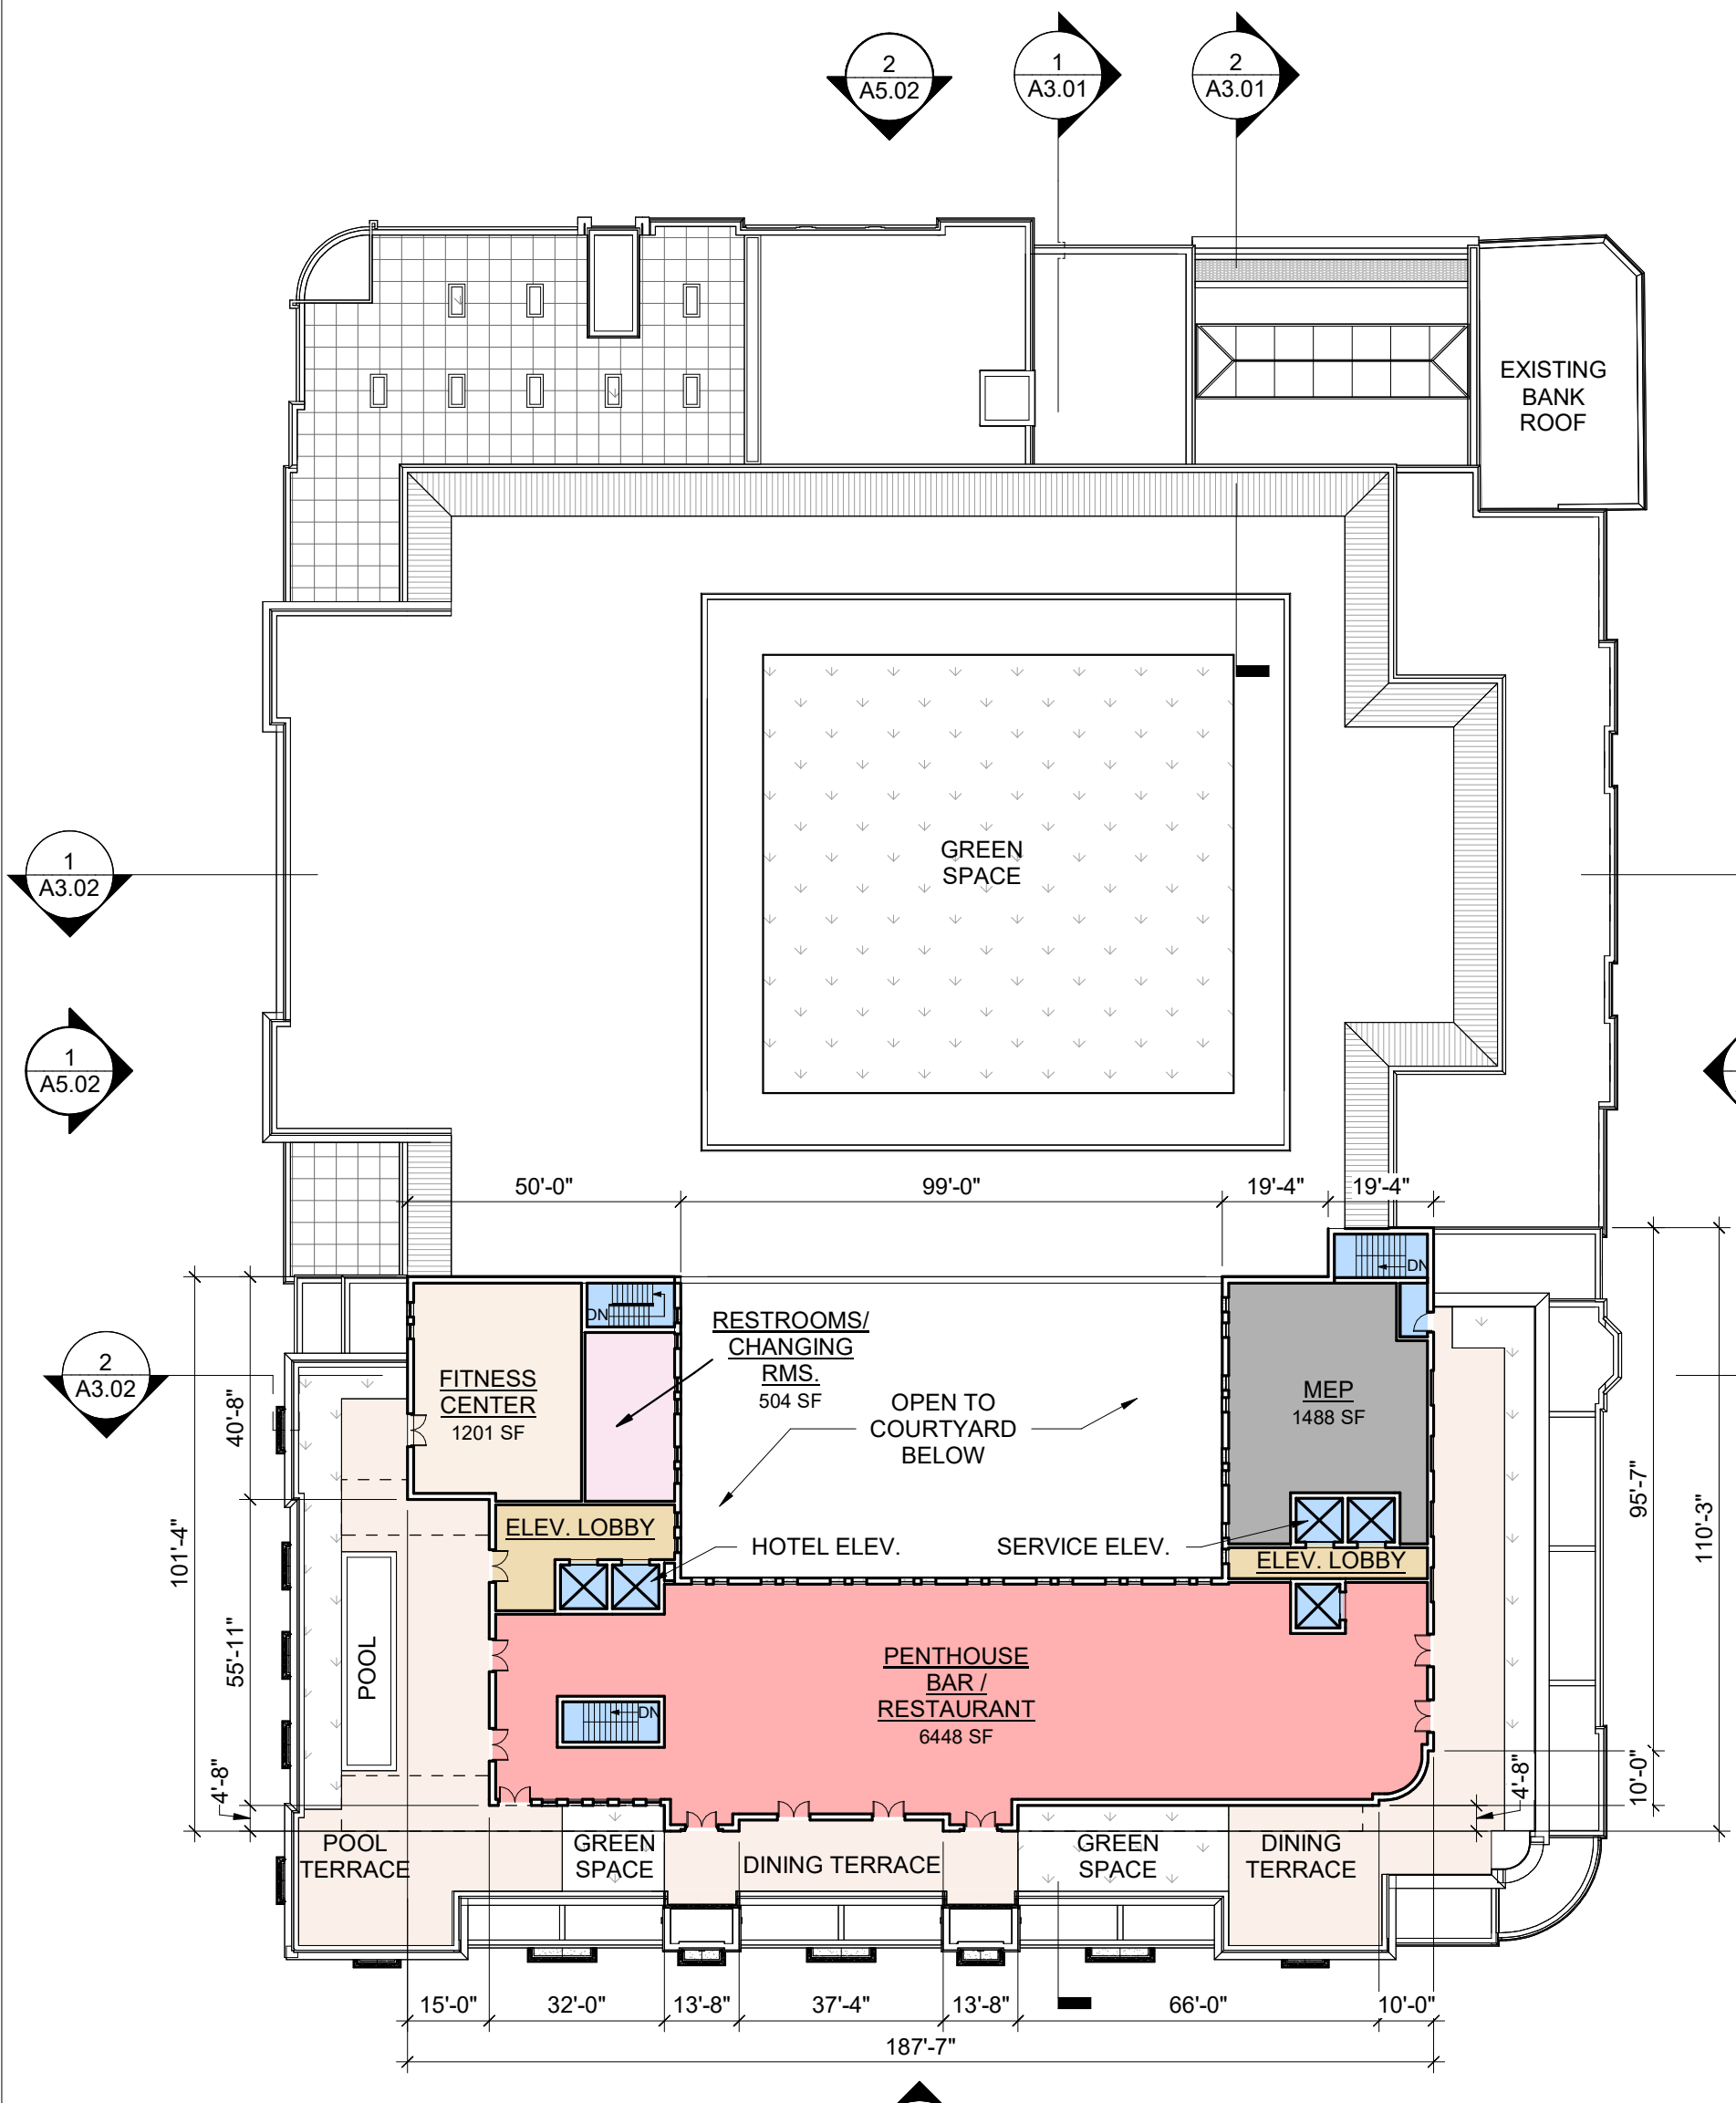 2
A5.02
1
A3.01
2
A3.01
EXISTING
BANK
ROOF
GREEN
SPACE
1
A3.02
1
A5.02
50'-0"
99'-0"
19'-4"
19'-4"
DN
DN
RESTROOMS/
CHANGING
RMS.
504 SF
FITNESS
CENTER
1201 SF
MEP
1488 SF
OPEN TO
COURTYARD
BELOW
2
A3.02
40'-8"
95'-7"
110'-3"
101'-4"
ELEV. LOBBY
HOTEL ELEV.
SERVICE ELEV.
ELEV. LOBBY
55'-11"
POOL
PENTHOUSE
BAR /
RESTAURANT
6448 SF
DN
4'-8"
4'-8"
10'-0"
POOL
TERRACE
GREEN
SPACE
DINING TERRACE
GREEN
SPACE
DINING
TERRACE
15'-0"
32'-0"
13'-8"
37'-4"
13'-8"
66'-0"
10'-0"
187'-7"